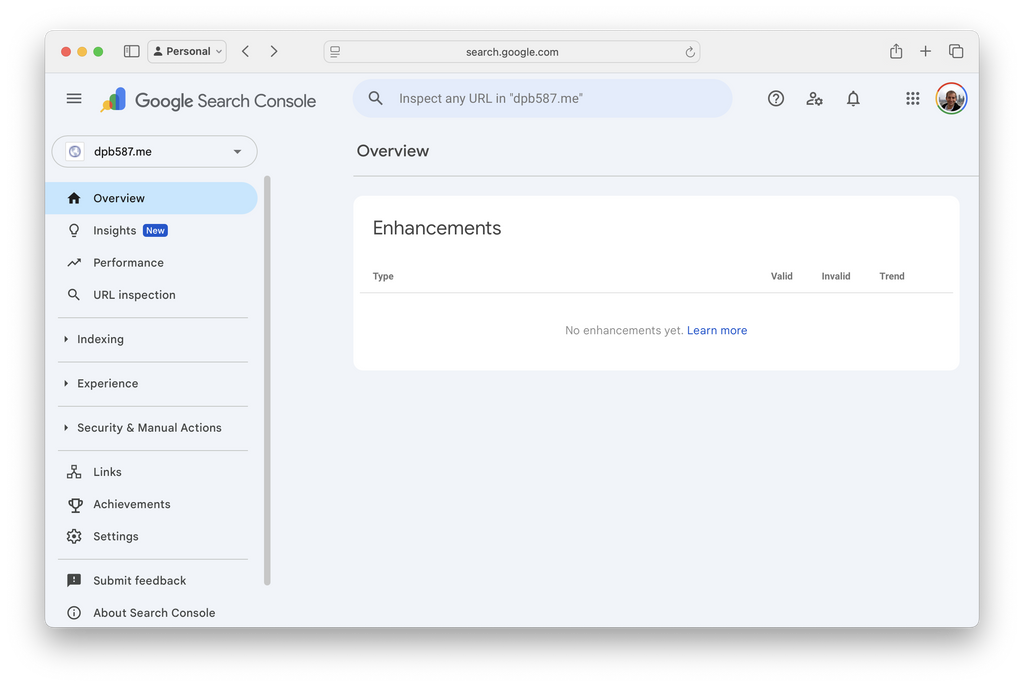 Personal
search.google.com
Google Search Console
Inspect any URL in "dpb587.me"
dpb587.me
Overview
Insights New
Performance
URL inspection
Indexing
Experience
Security & Manual Actions
Links
Achievements
Settings
Submit feedback
About Search Console
Overview
Enhancements
Type Valid Invalid Trend
No enhancements yet. Learn more